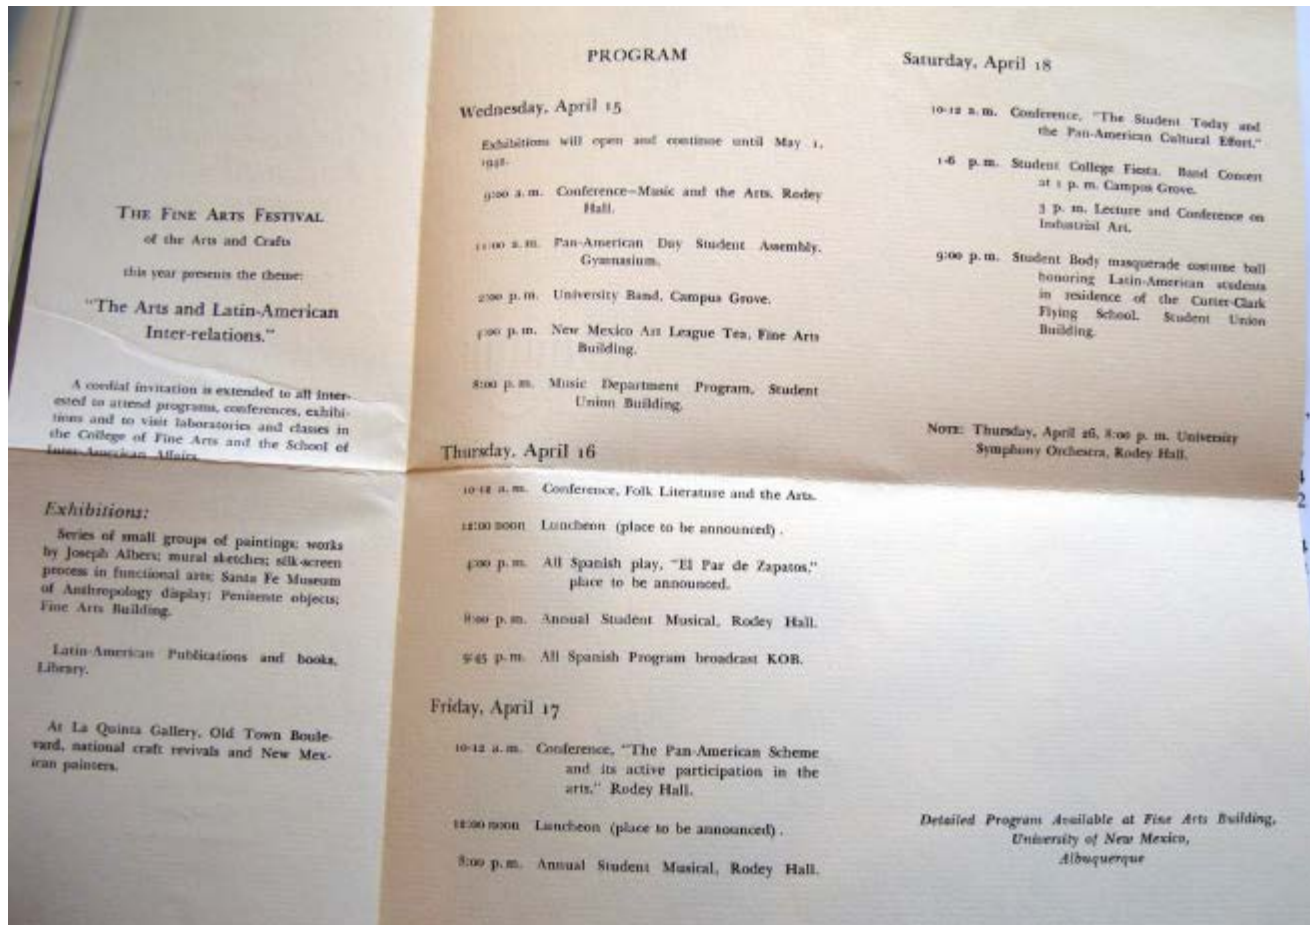 THE FINE ARTS FESTIVAL
of the Arts and Crafts
this year presents the theme:
"The Arts and Latin-American
Inter-relations."
A cordial invitation is extended to all inter-
ested to attend programs, conferences, exhibi-
tions and to visit laboratories and classes in
the College of Fine Arts and the School of
Inter-American Affairs.
Exhibitions:
Series of small groups of paintings; works
by Joseph Albers; mural sketches; silk-screen
process in functional arts; Santa Fe Museum
of Anthropology display; Penitente objects;
Fine Arts Building.
Latin-American Publications and books,
Library.
At La Quinta Gallery, Old Town Boule-
vard, national craft revivals and New Mex-
ican painters.
PROGRAM
Wednesday, April 15
Exhibitions will open and continue until May 1,
1942.
9:00 a. m. Conference—Music and the Arts. Rodey
Hall.
11:00 a. m. Pan-American Day Student Assembly.
Gymnasium.
2:00 p. m. University Band, Campus Grove.
4:00 p. m. New Mexico Art League Tea, Fine Arts
Building.
8:00 p. m. Music Department Program, Student
Union Building.
Thursday, April 16
10-12 a. m. Conference, Folk Literature and the Arts.
12:00 noon Luncheon (place to be announced).
4:00 p. m. All Spanish play, "El Par de Zapatos,"
place to be announced.
8:00 p. m. Annual Student Musical, Rodey Hall.
9:45 p. m. All Spanish Program broadcast KOB.
Friday, April 17
10-12 a. m. Conference, "The Pan-American Scheme
and its active participation in the
arts." Rodey Hall.
12:00 noon Luncheon (place to be announced).
8:00 p. m. Annual Student Musical, Rodey Hall.
Saturday, April 18
10-12 a. m. Conference, "The Student Today and
the Pan-American Cultural Effort."
1-6 p. m. Student College Fiesta. Band Concert
at 1 p. m. Campus Grove.
3 p. m. Lecture and Conference on
Industrial Art.
9:00 p. m. Student Body masquerade costume ball
honoring Latin-American students
in residence of the Cutter-Clark
Flying School. Student Union
Building.
NOTE: Thursday, April 26, 8:00 p. m. University
Symphony Orchestra, Rodey Hall.
Detailed Program Available at Fine Arts Building,
University of New Mexico,
Albuquerque